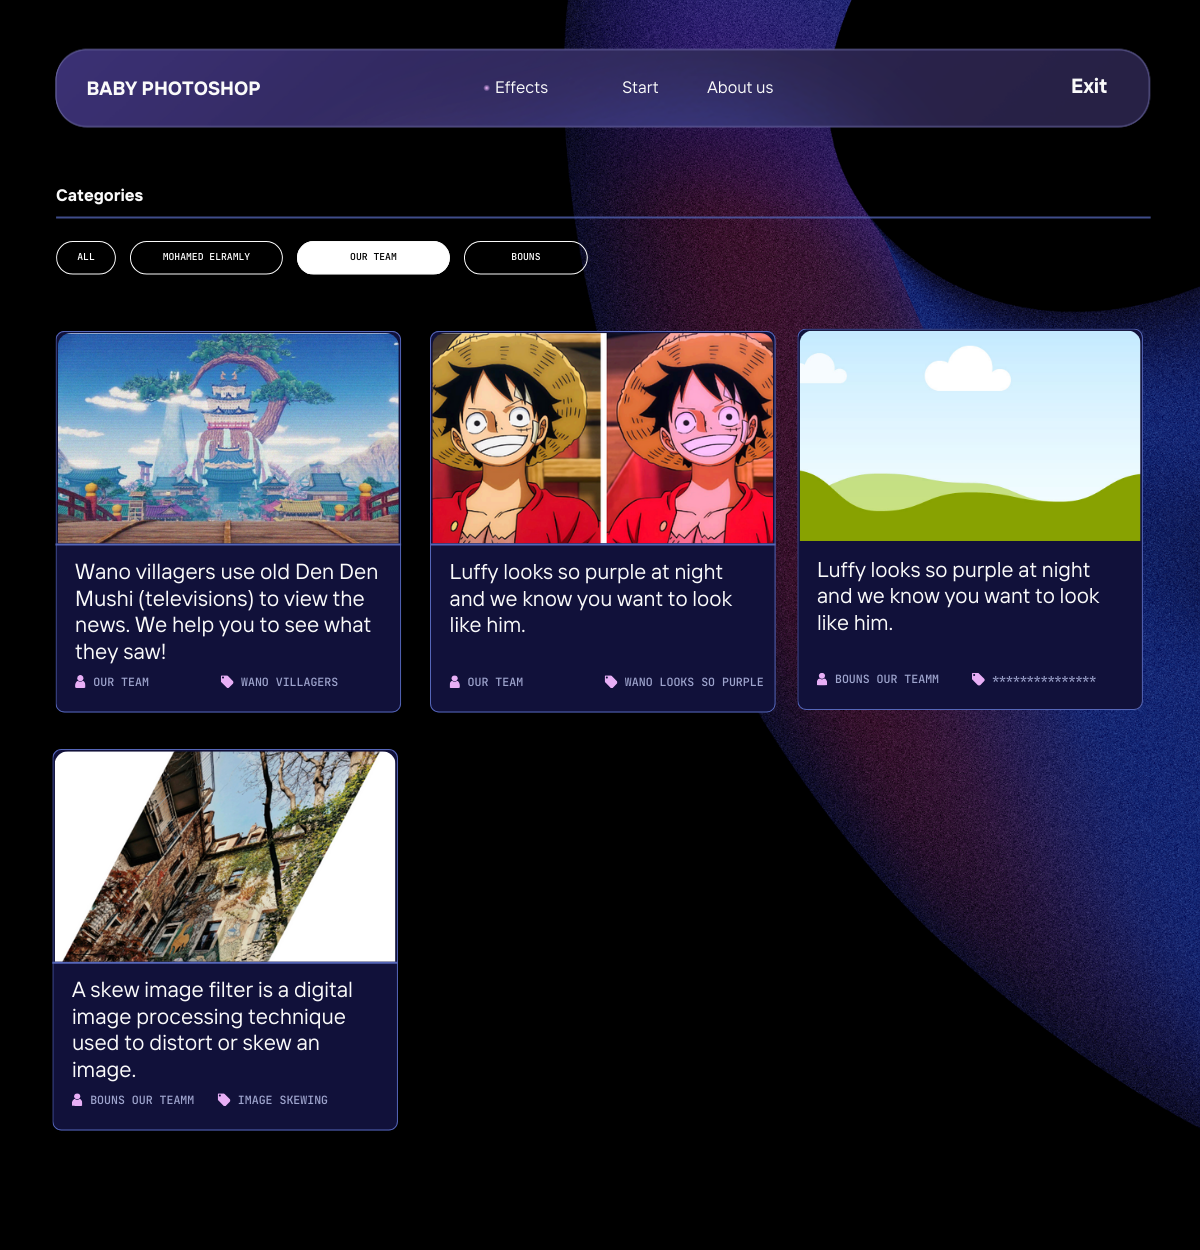 BABY PHOTOSHOP
Effects
Start
About us
Exit
Categories
ALL
MOHAMED ELRAMLY
OUR TEAM
BOUNS
Wano villagers use old Den Den
Mushi (televisions) to view the
news. We help you to see what
they saw!
OUR TEAM
WANO VILLAGERS
Luffy looks so purple at night
and we know you want to look
like him.
OUR TEAM
WANO LOOKS SO PURPLE
Luffy looks so purple at night
and we know you want to look
like him.
BOUNS OUR TEAMM
***************
A skew image filter is a digital
image processing technique
used to distort or skew an
image.
BOUNS OUR TEAMM
IMAGE SKEWING